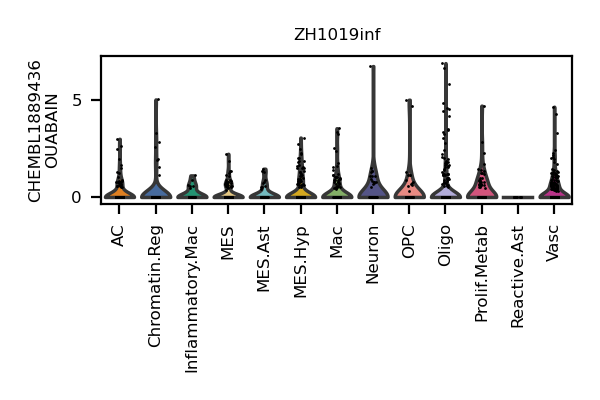 ZH1019inf
CHEMBL1889436
OUABAIN
5
0
AC
Chromatin.Reg
Inflammatory.Mac
MES
MES.Ast
MES.Hyp
Mac
Neuron
OPC
Oligo
Prolif.Metab
Reactive.Ast
Vasc